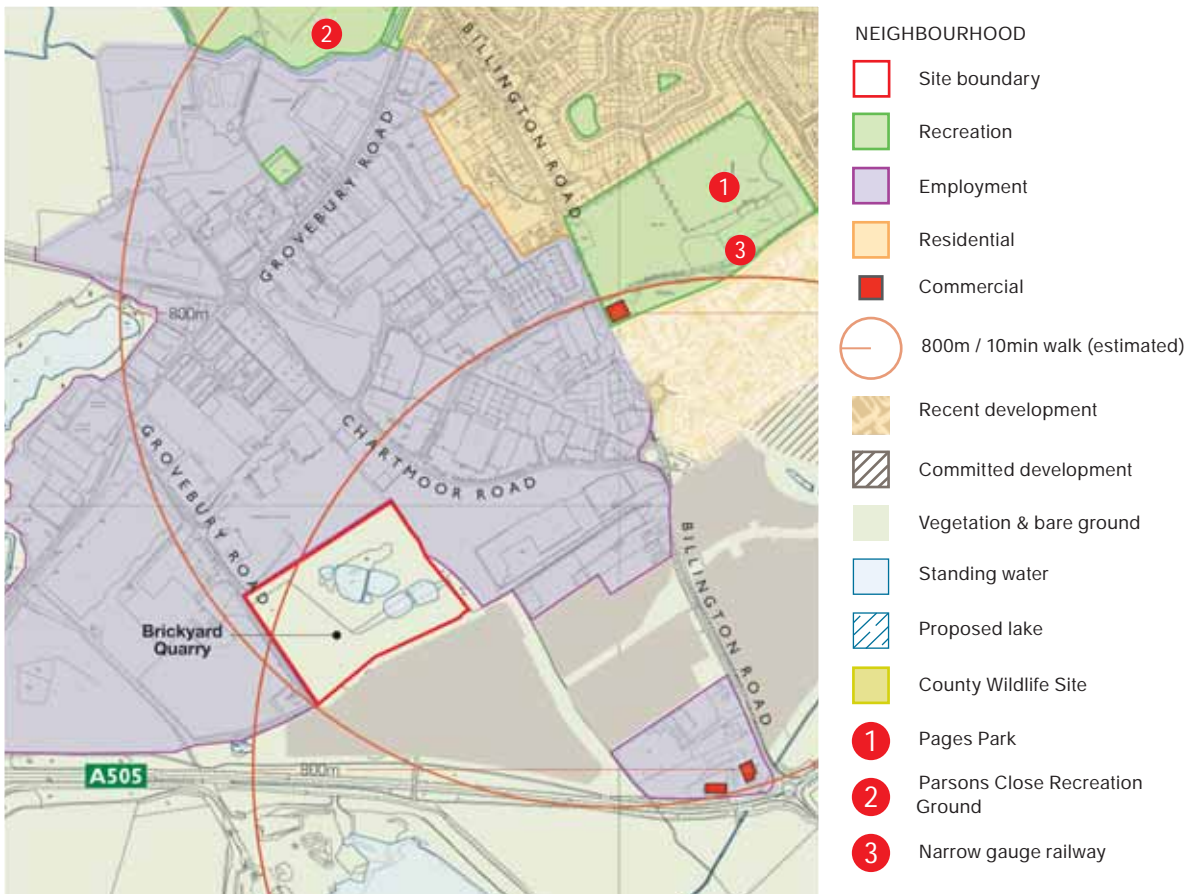 2
BILLINGTON ROAD
GROVEBURY ROAD
1
3
800m
GROVEBURY ROAD
CHARTMOOR ROAD
BILLINGTON ROAD
Brickyard
Quarry
A505
800m
NEIGHBOURHOOD
Site boundary
Recreation
Employment
Residential
Commercial
800m / 10min walk (estimated)
Recent development
Committed development
Vegetation & bare ground
Standing water
Proposed lake
County Wildlife Site
1 Pages Park
2 Parsons Close Recreation
Ground
3 Narrow gauge railway